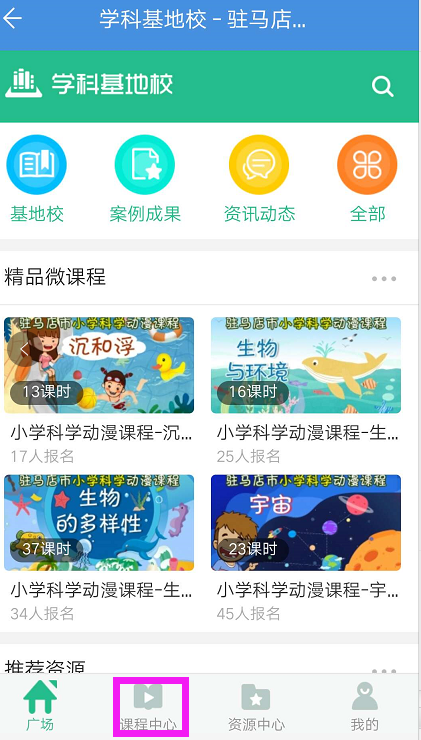 学科基地校 - 驻马店...
学科基地校
基地校 案例成果 资讯动态 全部
精品微课程
驻马店市小学科学动漫课程 驻马店市小学科学动漫课程
沉和浮 生物
与环境
13课时 16课时
小学科学动漫课程-沉... 小学科学动漫课程-生...
17人报名 25人报名
驻马店市小学科学动漫课程 驻马店市小学科学动漫课程
生物 宇宙
的多样性
37课时 23课时
小学科学动漫课程-生... 小学科学动漫课程-宇...
34人报名 45人报名
推荐资源
广场 课程中心 资源中心 我的